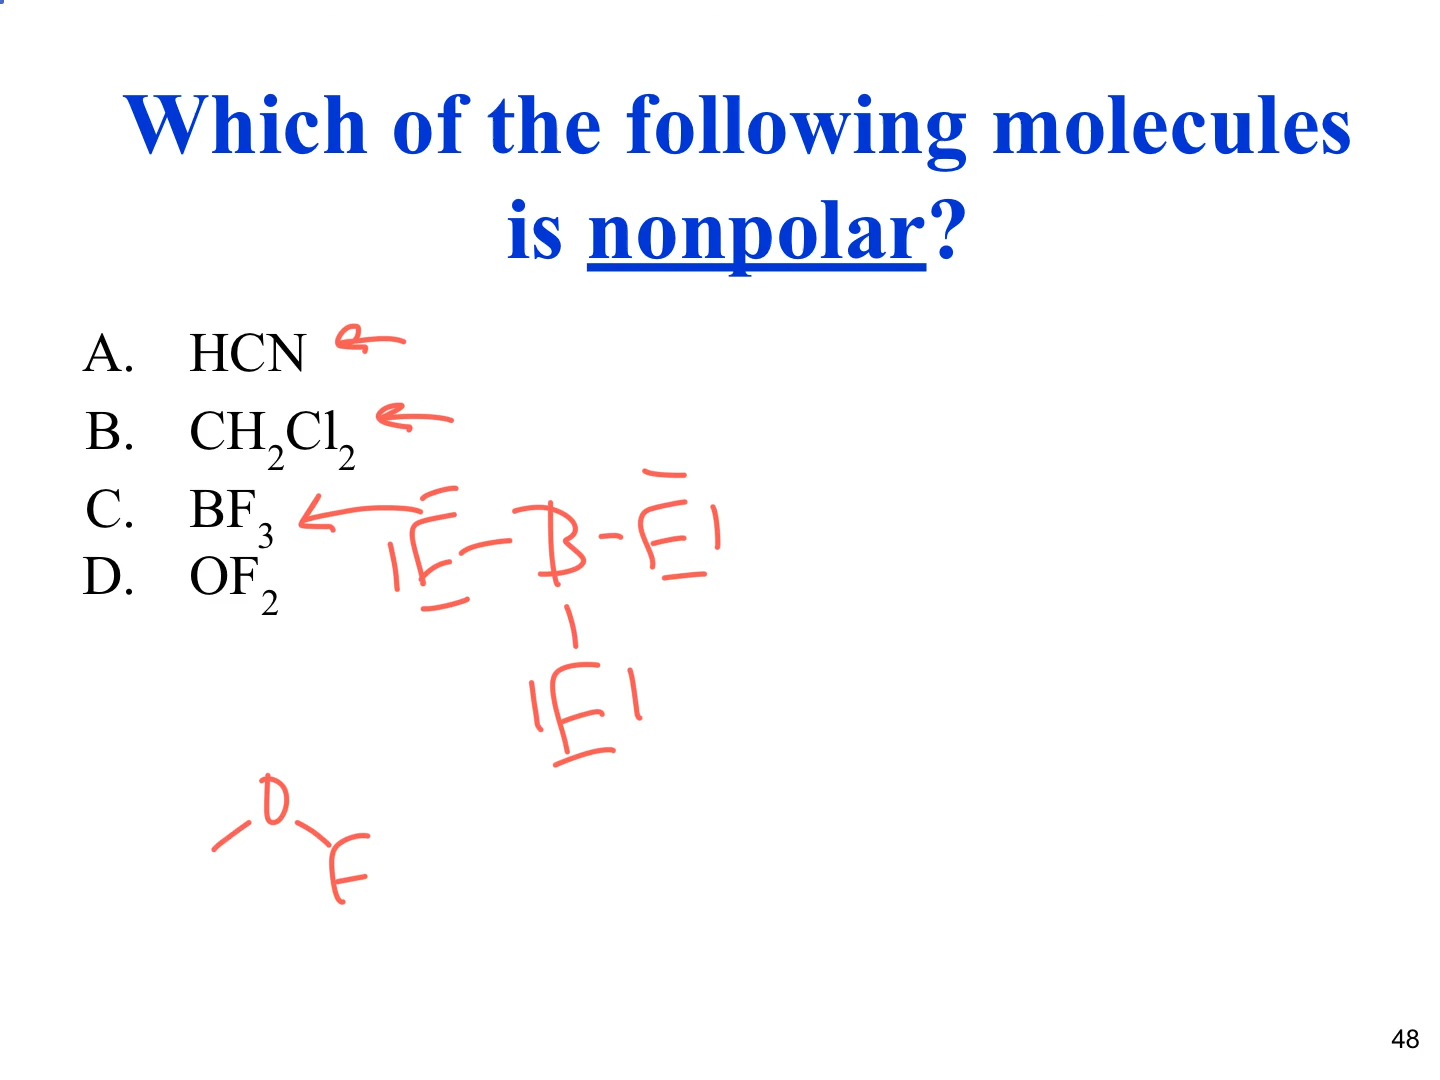 Which of the following molecules
is nonpolar?
A. HCN
B. CH₂Cl₂
C. BF₃
D. OF₂
F B F
F
O
F
48